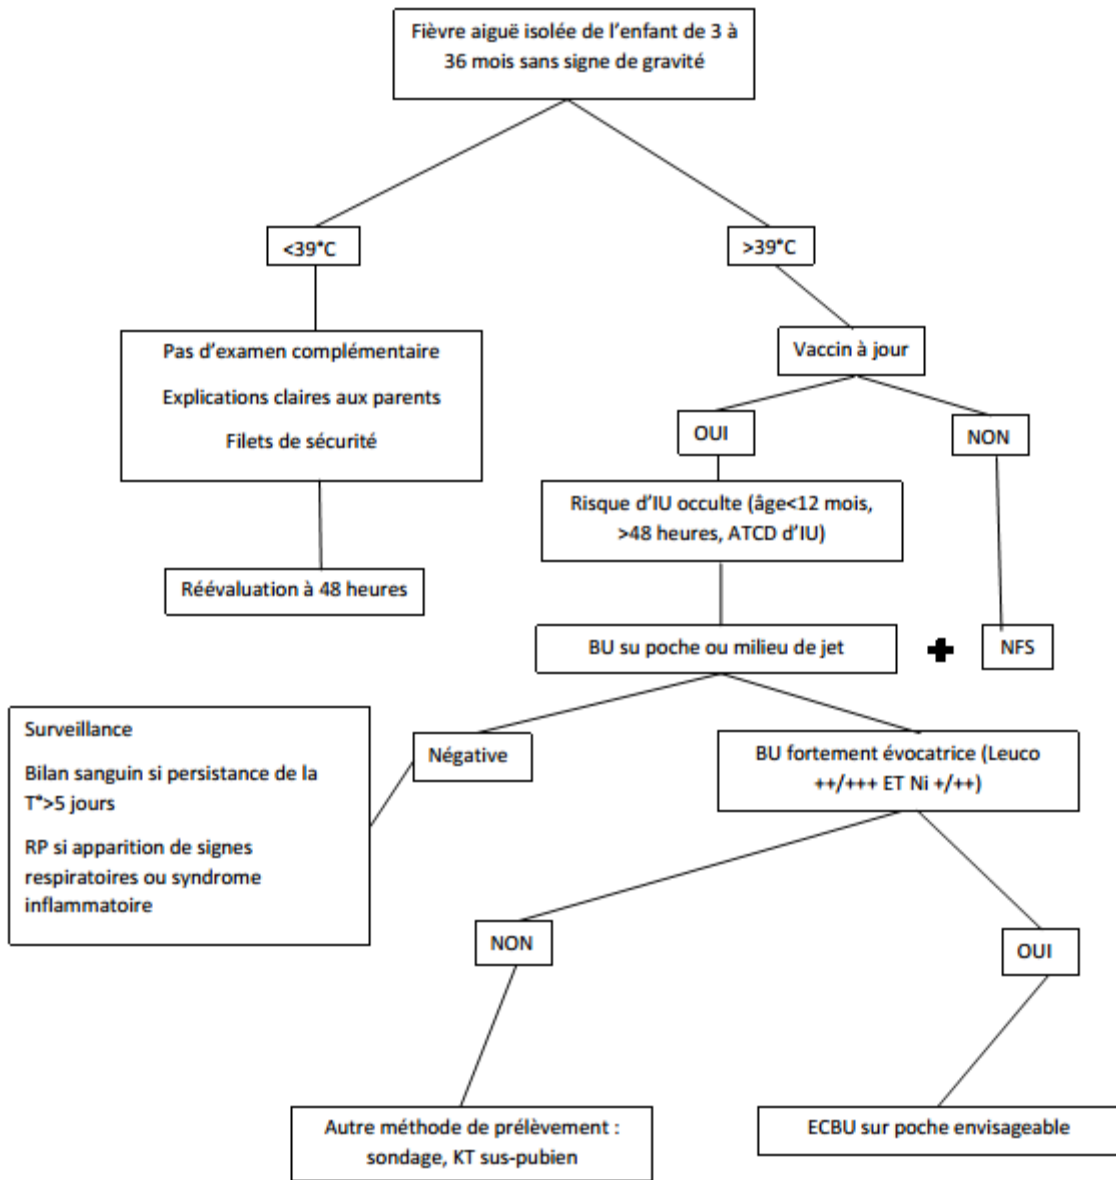 Fièvre aiguë isolée de l'enfant de 3 à
36 mois sans signe de gravité
<39°C
>39°C
Pas d'examen complémentaire
Explications claires aux parents
Filets de sécurité
Vaccin à jour
OUI
NON
Risque d'IU occulte (âge<12 mois,
>48 heures, ATCD d'IU)
Réévaluation à 48 heures
BU su poche ou milieu de jet
NFS
Surveillance
Bilan sanguin si persistance de la
T°>5 jours
RP si apparition de signes
respiratoires ou syndrome
inflammatoire
Négative
BU fortement évocatrice (Leuco
++/+++ ET Ni +/++)
NON
OUI
Autre méthode de prélèvement :
sondage, KT sus-pubien
ECBU sur poche envisageable